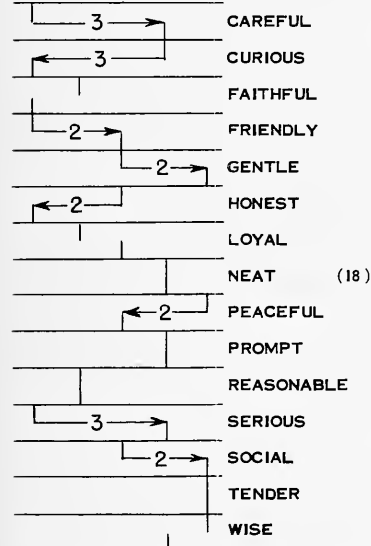 3 CAREFUL
3 CURIOUS
FAITHFUL
2 FRIENDLY
2 GENTLE
2 HONEST
LOYAL
NEAT (18)
2 PEACEFUL
PROMPT
REASONABLE
3 SERIOUS
2 SOCIAL
TENDER
WISE